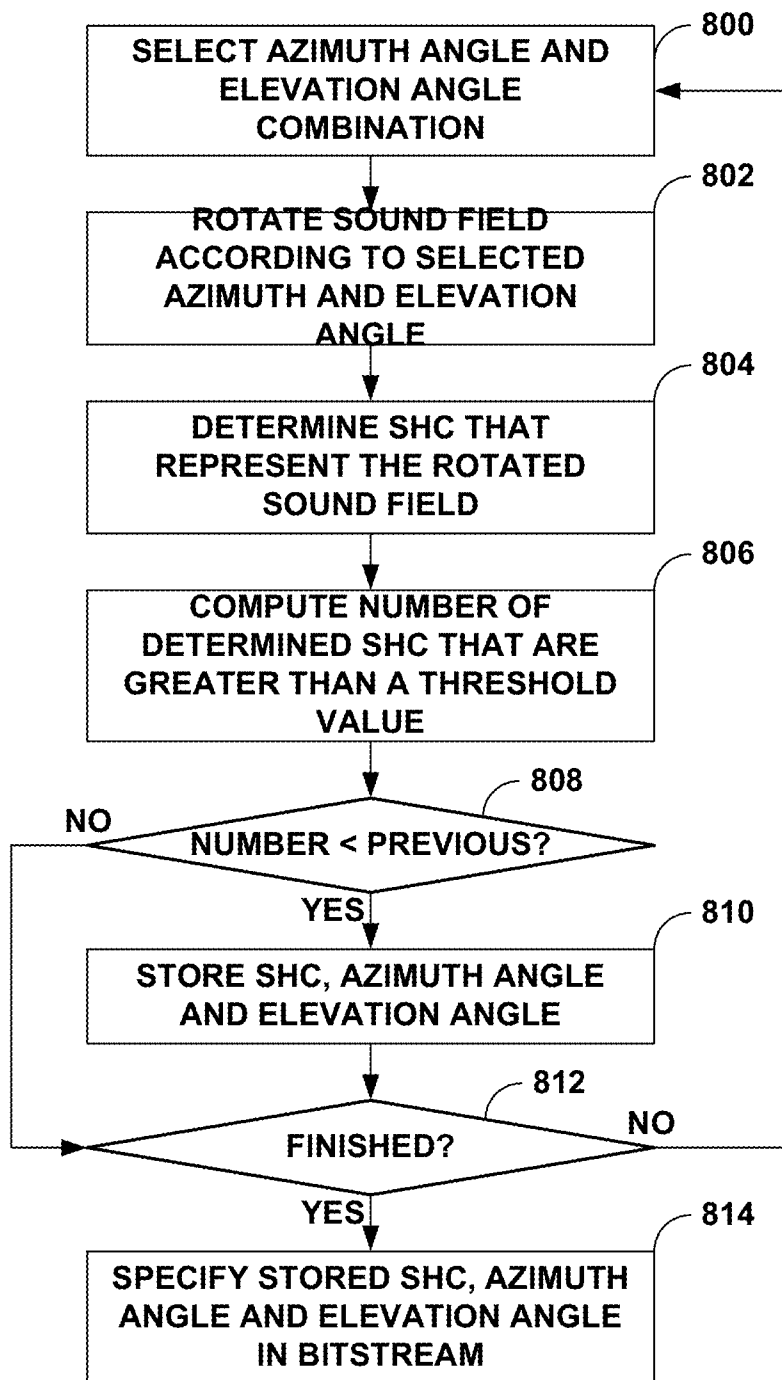 800
SELECT AZIMUTH ANGLE AND
ELEVATION ANGLE
COMBINATION
802
ROTATE SOUND FIELD
ACCORDING TO SELECTED
AZIMUTH AND ELEVATION
ANGLE
804
DETERMINE SHC THAT
REPRESENT THE ROTATED
SOUND FIELD
806
COMPUTE NUMBER OF
DETERMINED SHC THAT ARE
GREATER THAN A THRESHOLD
VALUE
808
NO
NUMBER < PREVIOUS?
YES
810
STORE SHC, AZIMUTH ANGLE
AND ELEVATION ANGLE
812
NO
FINISHED?
YES
814
SPECIFY STORED SHC, AZIMUTH
ANGLE AND ELEVATION ANGLE
IN BITSTREAM